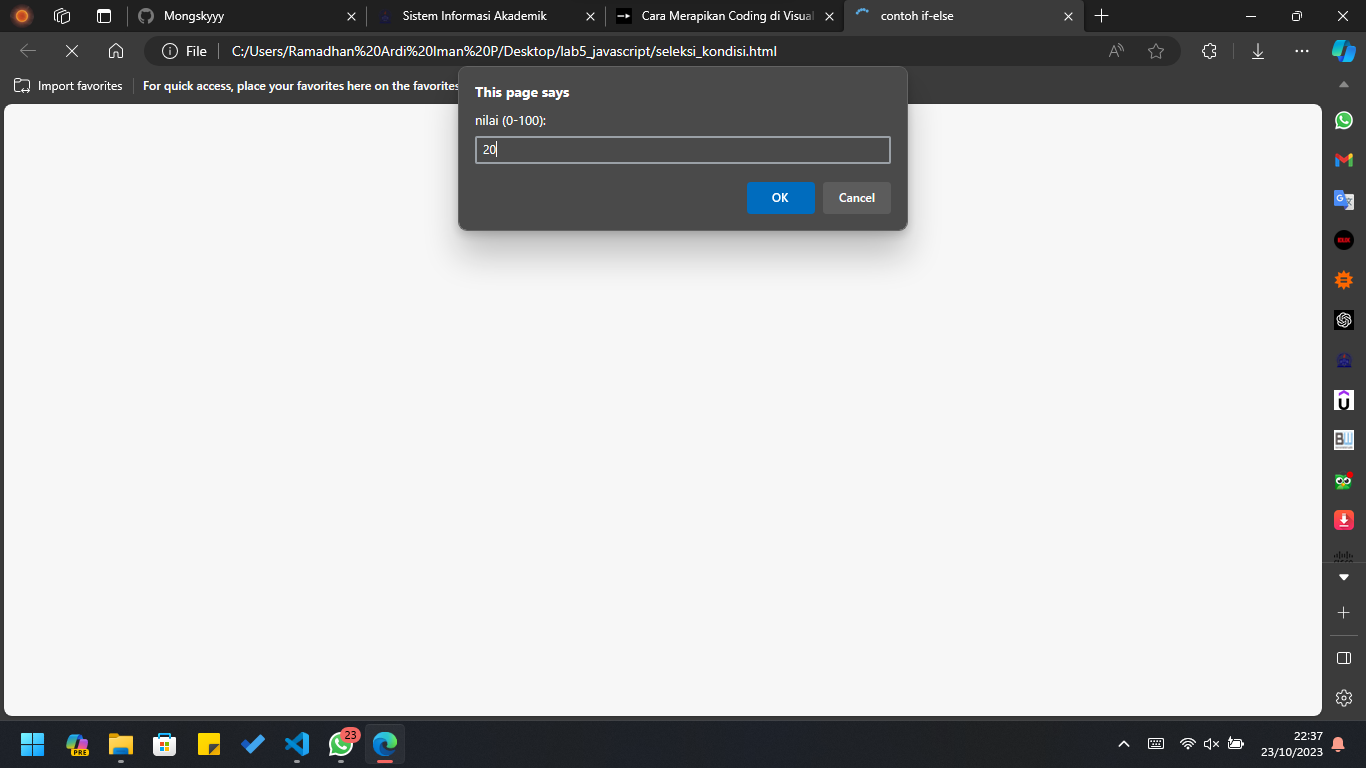 Mongskyyy
Sistem Informasi Akademik
Cara Merapikan Coding di Visual
contoh if-else
File
C:/Users/Ramadhan%20Ardi%20Iman%20P/Desktop/lab5_javascript/seleksi_kondisi.html
Import favorites
For quick access, place your favorites here on the favorites
This page says
nilai (0-100):
20
OK
Cancel
PRE
23
22:37
23/10/2023